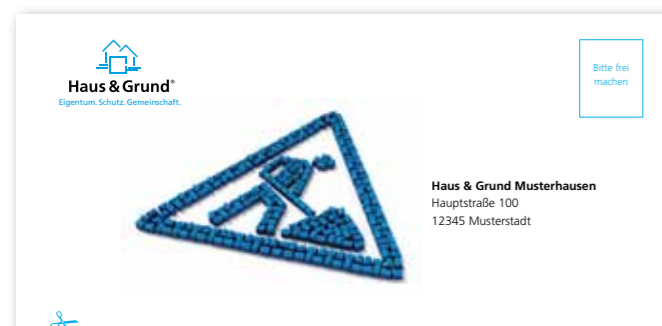 Haus & Grund®
Eigentum. Schutz. Gemeinschaft.
Bitte frei
machen
Haus & Grund Musterhausen
Hauptstraße 100
12345 Musterstadt